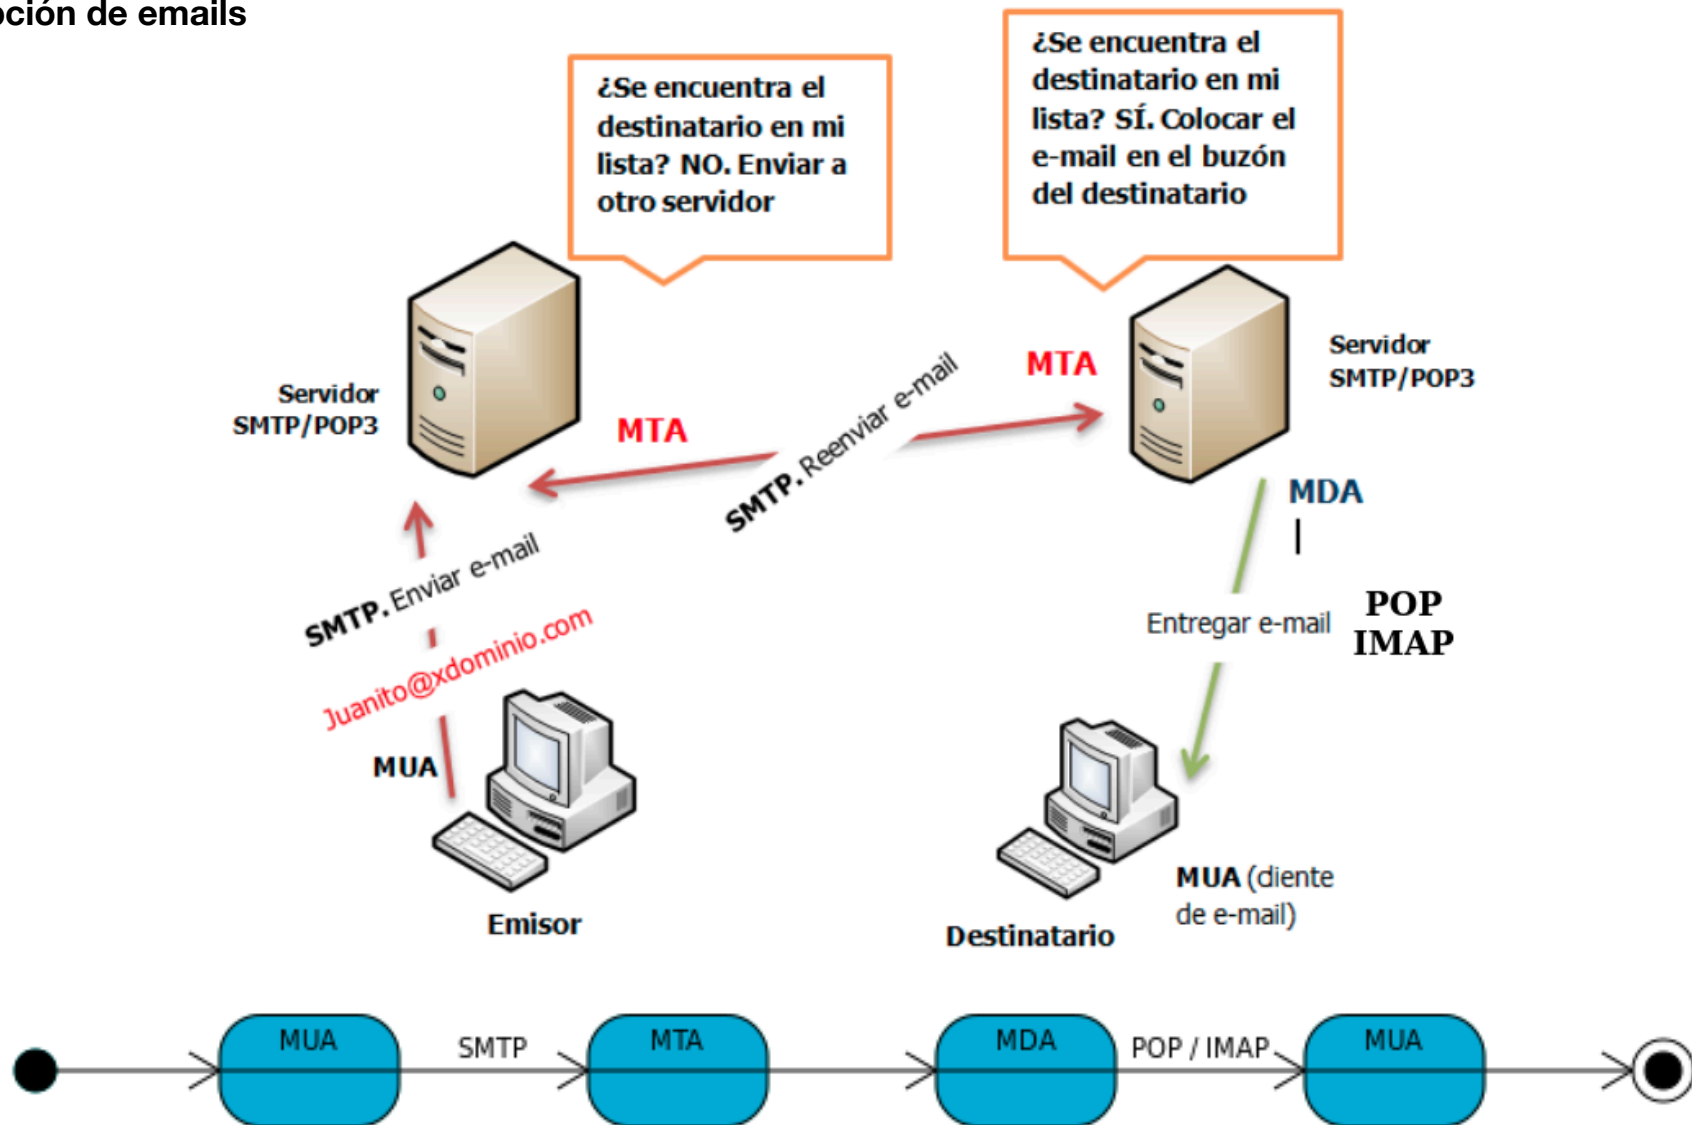 pción de emails
¿Se encuentra el
destinatario en mi
lista? NO. Enviar a
otro servidor
¿Se encuentra el
destinatario en mi
lista? SÍ. Colocar el
e-mail en el buzón
del destinatario
Servidor
SMTP/POP3
MTA
SMTP. Reenviar e-mail
MTA
Servidor
SMTP/POP3
MDA
SMTP. Enviar e-mail
Juanito@xdominio.com
Entregar e-mail
POP
IMAP
MUA
Emisor
MUA (diente
de e-mail)
Destinatario
MUA
SMTP
MTA
MDA
POP / IMAP
MUA